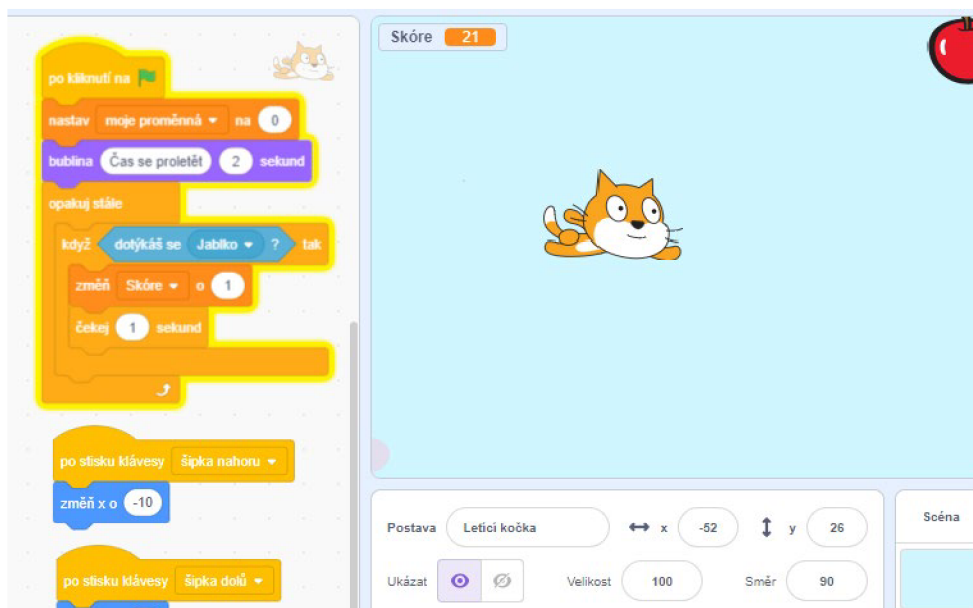 po kliknutí na
nastav moje proměnná na 0
bublina Čas se proletět 2 sekund
opakuj stále
když dotýkáš se Jablko ? tak
změň Skóre o 1
čekej 1 sekund
po stisku klávesy šipka nahoru
změň x o -10
po stisku klávesy šipka dolů
Skóre 21
Postava Letící kočka x -52 y 26
Ukázat Velikost 100 Směr 90
Scéna